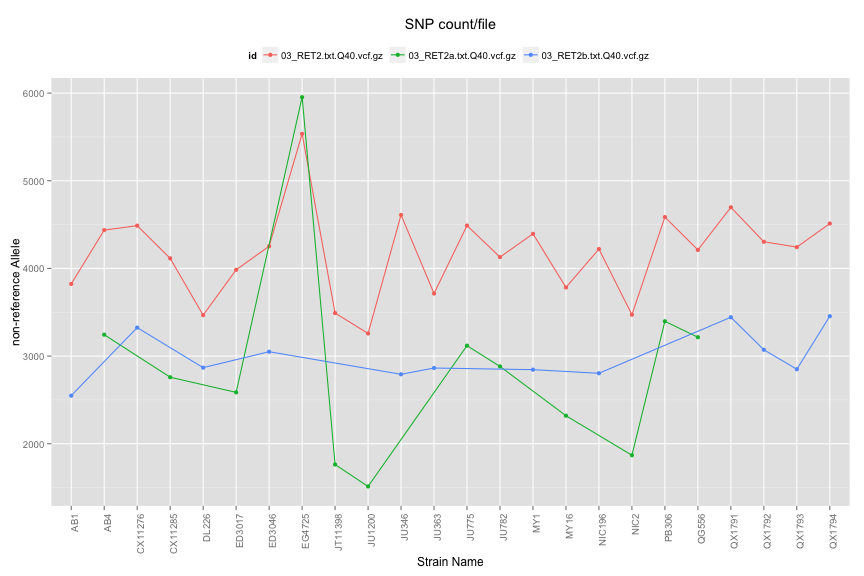 SNP count/file
id 03_RET2.txt.Q40.vcf.gz 03_RET2a.txt.Q40.vcf.gz 03_RET2b.txt.Q40.vcf.gz
6000
5000
4000
3000
2000
non-reference Allele
AB1
AB4
CX11276
CX11285
DL226
ED3017
ED3046
EG4725
JT11398
JU1200
JU346
JU363
JU775
JU782
MY1
MY16
NIC196
NIC2
PB306
QG556
QX1791
QX1792
QX1793
QX1794
Strain Name